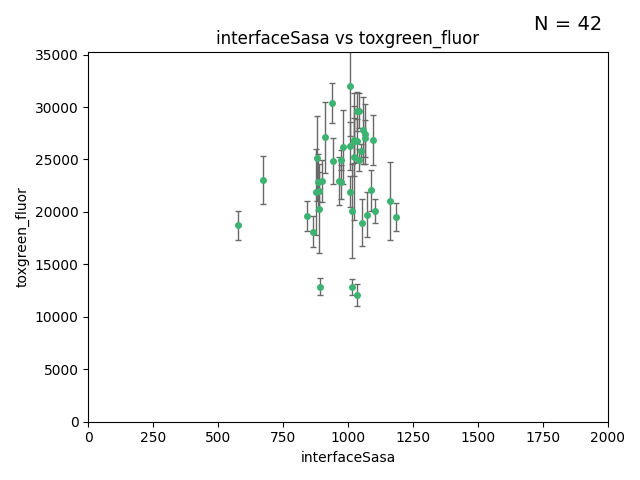 N = 42
interfaceSasa vs toxgreen_fluor
35000
30000
25000
20000
15000
10000
5000
0
toxgreen_fluor
0 250 500 750 1000 1250 1500 1750 2000
interfaceSasa